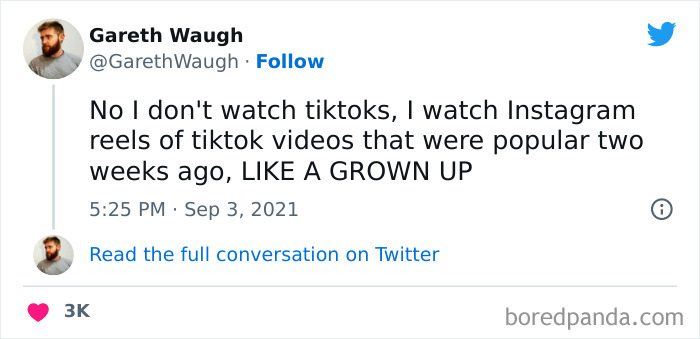 Gareth Waugh
@GarethWaugh · Follow
No I don't watch tiktoks, I watch Instagram
reels of tiktok videos that were popular two
weeks ago, LIKE A GROWN UP
5:25 PM · Sep 3, 2021
Read the full conversation on Twitter
3K
boredpanda.com